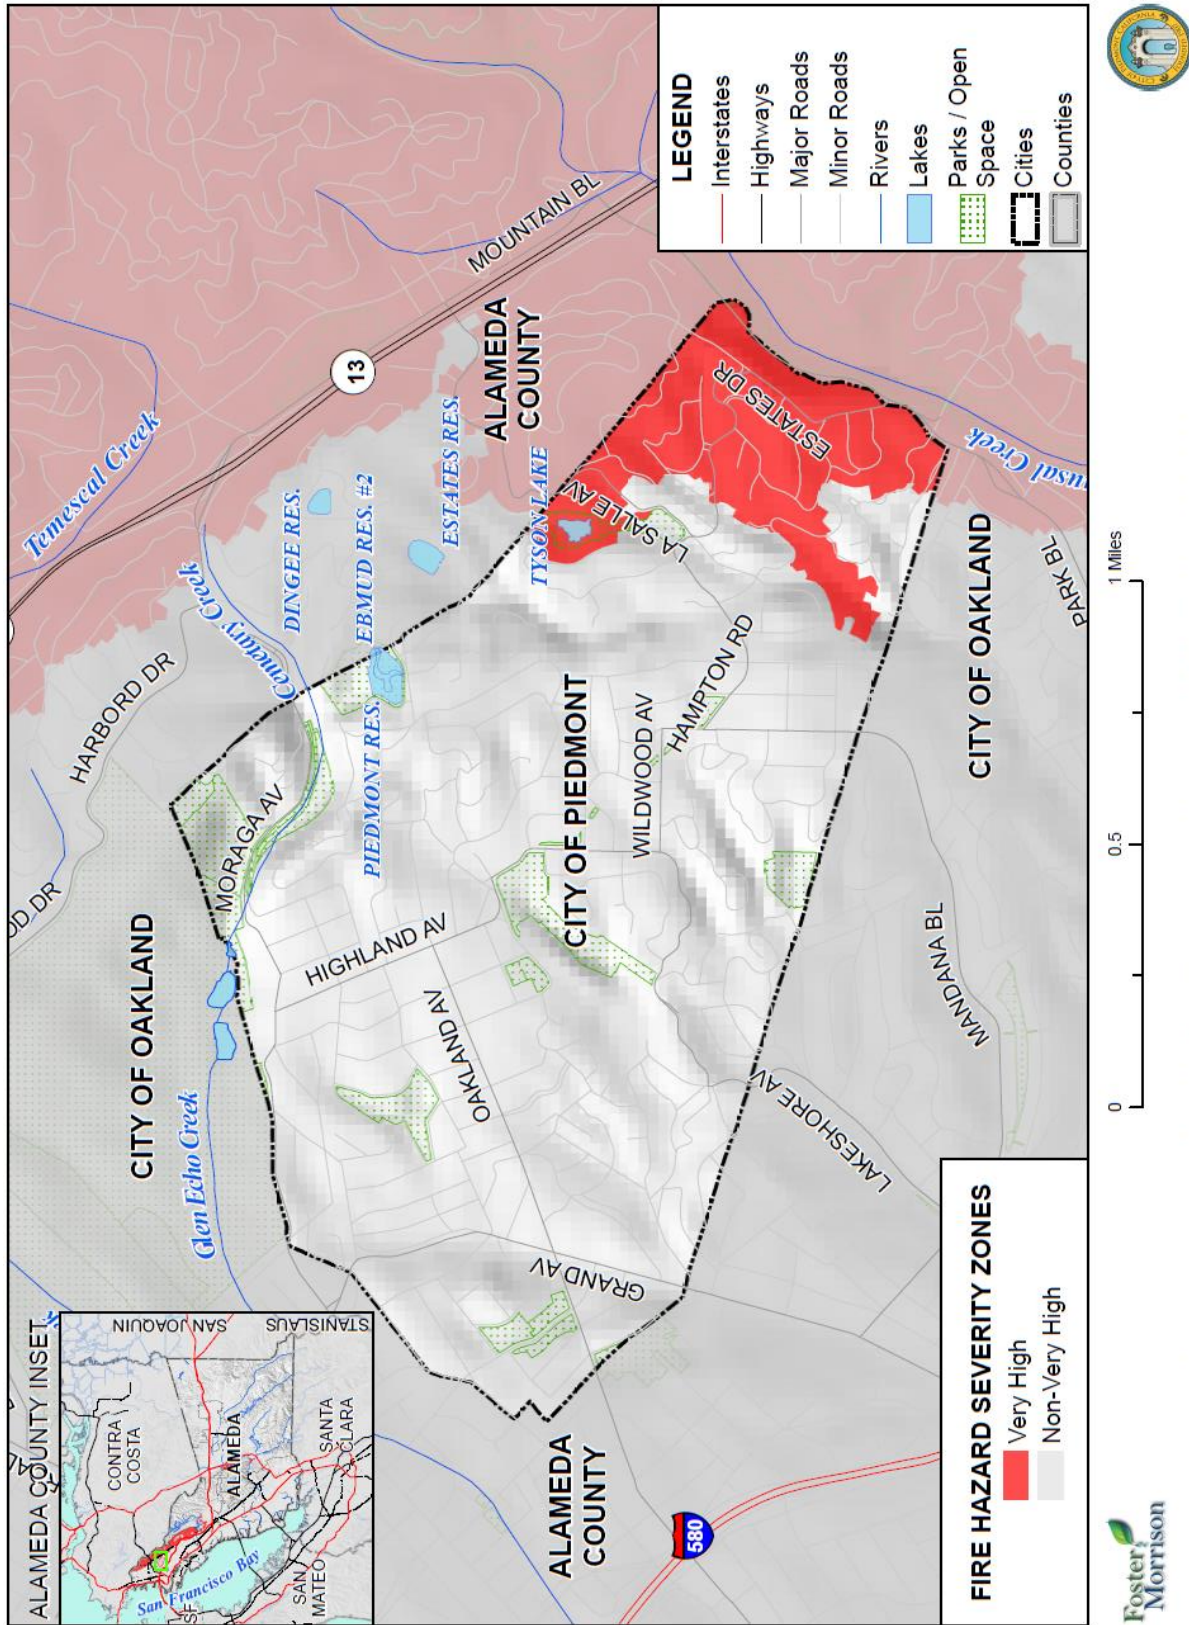 ALAMEDA COUNTY INSET
CONTRA
COSTA
SAN JOAQUIN
STANISLAUS
ALAMEDA
SANTA
CLARA
SF
San Francisco Bay
SAN
MATEO
Temescal Creek
OD DR
HARBORD DR
CITY OF OAKLAND
Glen Echo Creek
MORAGA AV
Cemetary Creek
DINGEE RES.
EBMUD RES. #2
PIEDMONT RES.
ESTATES RES.
13
MOUNTAIN BL
ALAMEDA
COUNTY
TYSON LAKE
LA SALLE AV
ESTATES DR
HIGHLAND AV
OAKLAND AV
CITY OF PIEDMONT
WILDWOOD AV
HAMPTON RD
GRAND AV
LAKESHORE AV
MANDANA BL
CITY OF OAKLAND
PARK BL
usal Creek
ALAMEDA
COUNTY
580
LEGEND
Interstates
Highways
Major Roads
Minor Roads
Rivers
Lakes
Parks / Open
Space
Cities
Counties
FIRE HAZARD SEVERITY ZONES
Very High
Non-Very High
0
0.5
1 Miles
Foster
Morrison